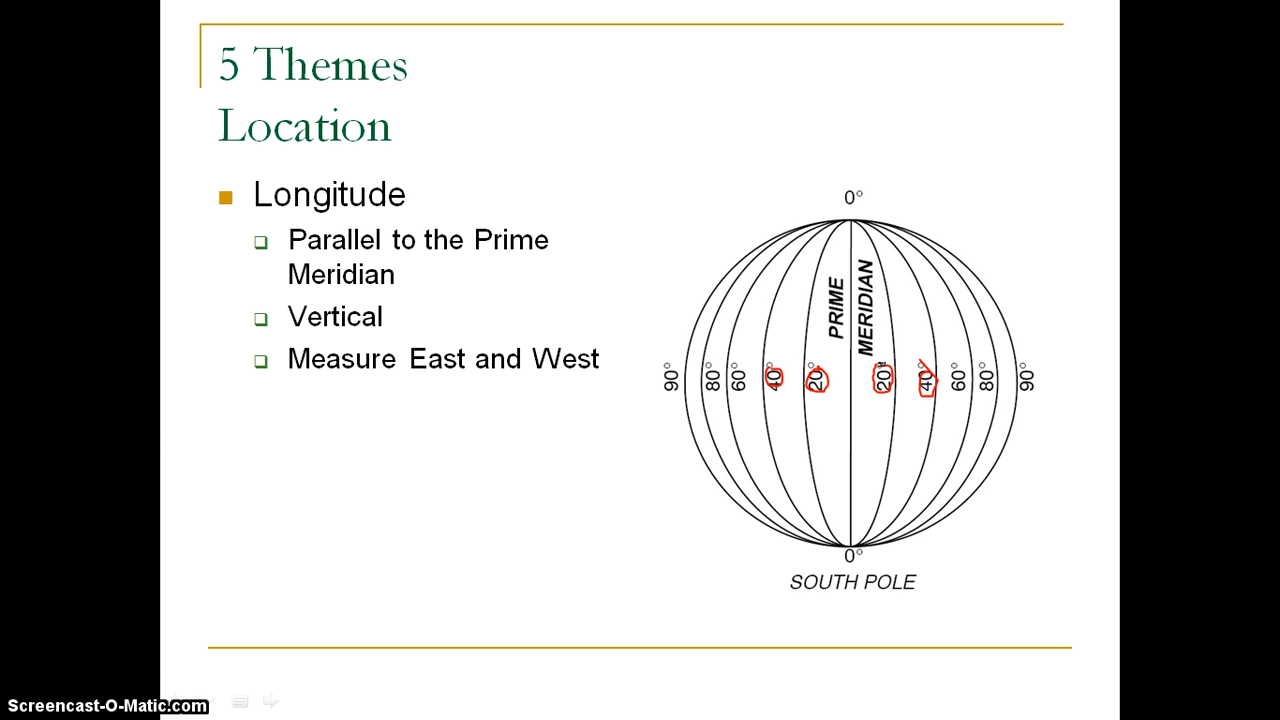 5 Themes
Location
Longitude
Parallel to the Prime
Meridian
Vertical
Measure East and West
0°
PRIME
MERIDIAN
90° 80° 60° 40° 20° 20° 40° 60° 80° 90°
0°
SOUTH POLE
Screencast-O-Matic.com